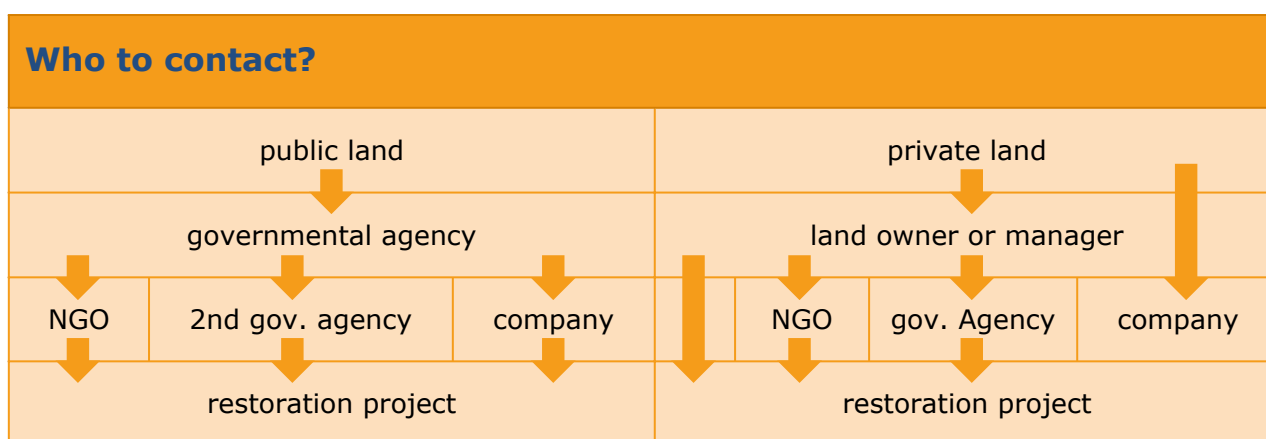 Who to contact?
public land
private land
governmental agency
land owner or manager
NGO
2nd gov. agency
company
NGO
gov. Agency
company
restoration project
restoration project